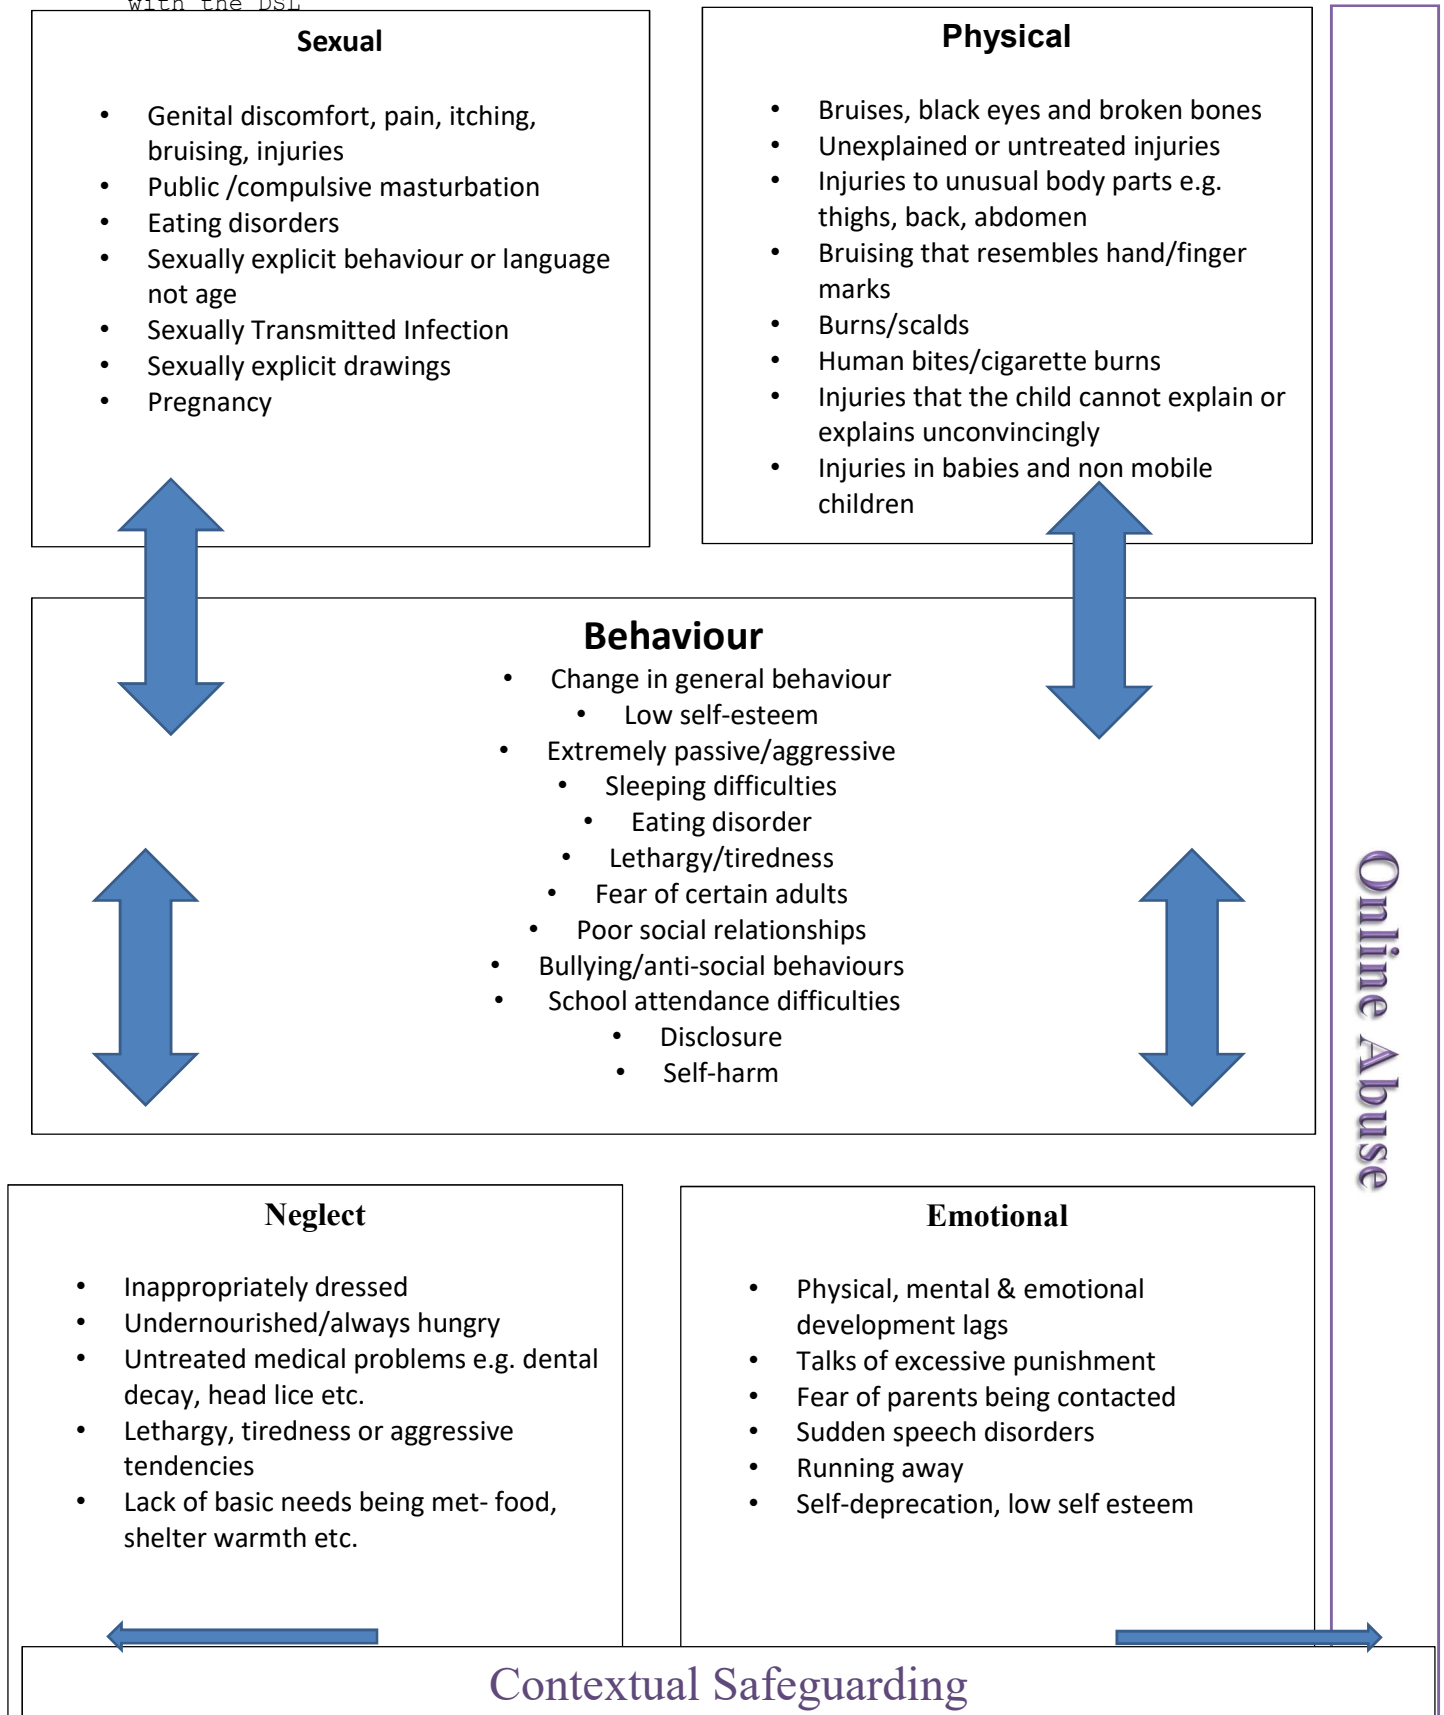 with the DSL
Sexual
• Genital discomfort, pain, itching,
bruising, injuries
• Public /compulsive masturbation
• Eating disorders
• Sexually explicit behaviour or language
not age
• Sexually Transmitted Infection
• Sexually explicit drawings
• Pregnancy
Physical
• Bruises, black eyes and broken bones
• Unexplained or untreated injuries
• Injuries to unusual body parts e.g.
thighs, back, abdomen
• Bruising that resembles hand/finger
marks
• Burns/scalds
• Human bites/cigarette burns
• Injuries that the child cannot explain or
explains unconvincingly
• Injuries in babies and non mobile
children
Behaviour
• Change in general behaviour
• Low self-esteem
• Extremely passive/aggressive
• Sleeping difficulties
• Eating disorder
• Lethargy/tiredness
• Fear of certain adults
• Poor social relationships
• Bullying/anti-social behaviours
• School attendance difficulties
• Disclosure
• Self-harm
Online Abuse
Neglect
• Inappropriately dressed
• Undernourished/always hungry
• Untreated medical problems e.g. dental
decay, head lice etc.
• Lethargy, tiredness or aggressive
tendencies
• Lack of basic needs being met- food,
shelter warmth etc.
Emotional
• Physical, mental & emotional
development lags
• Talks of excessive punishment
• Fear of parents being contacted
• Sudden speech disorders
• Running away
• Self-deprecation, low self esteem
Contextual Safeguarding